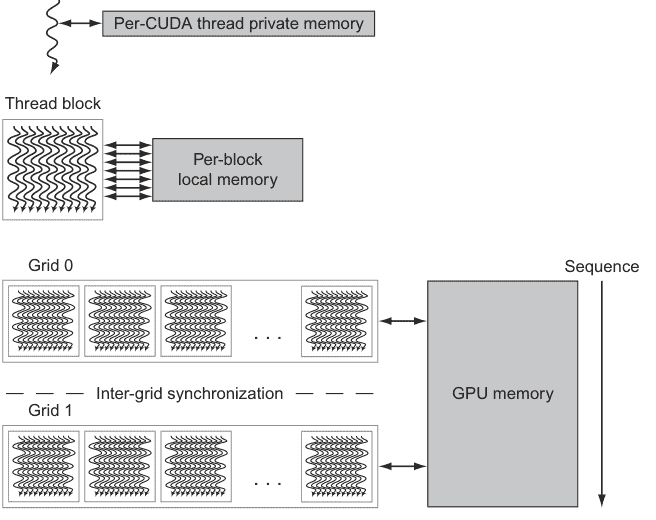 Per-CUDA thread private memory
Thread block
Per-block
local memory
Grid 0
Sequence
. . .
Inter-grid synchronization
GPU memory
Grid 1
. . .